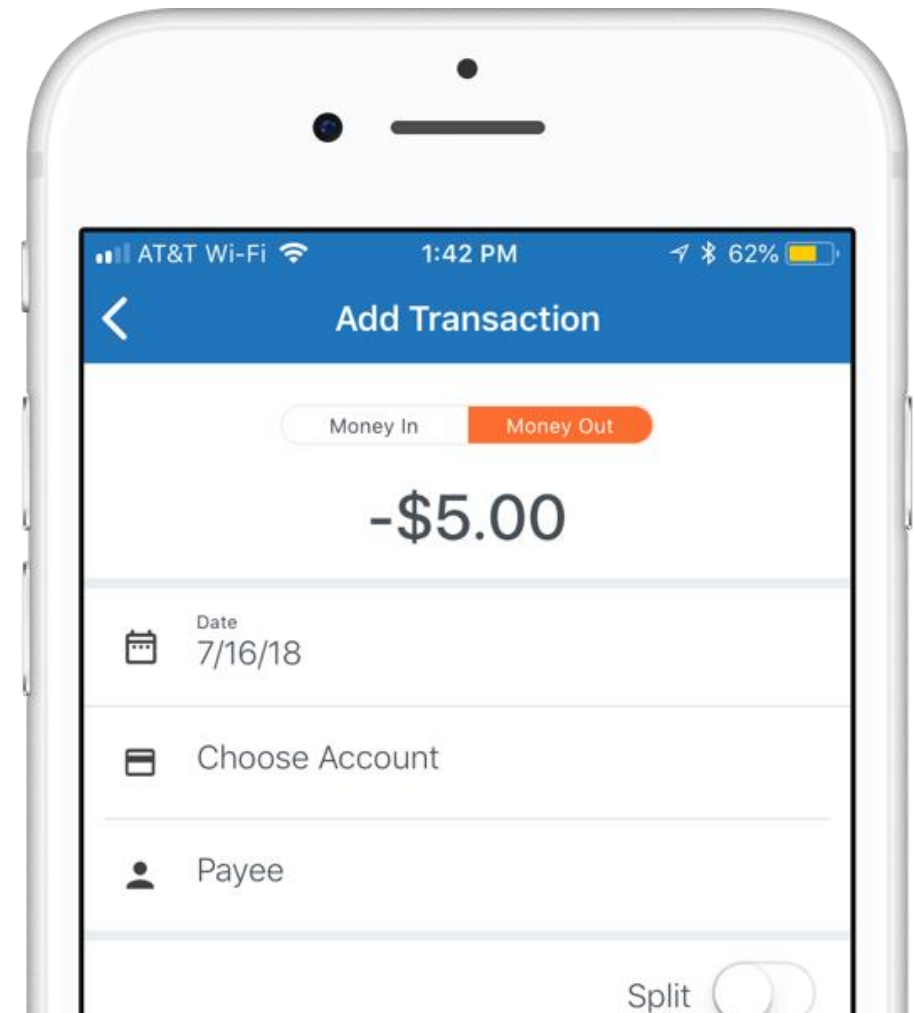 AT&T Wi-Fi 1:42 PM 62%
Add Transaction
Money In Money Out
-$5.00
Date
7/16/18
Choose Account
Payee
Split